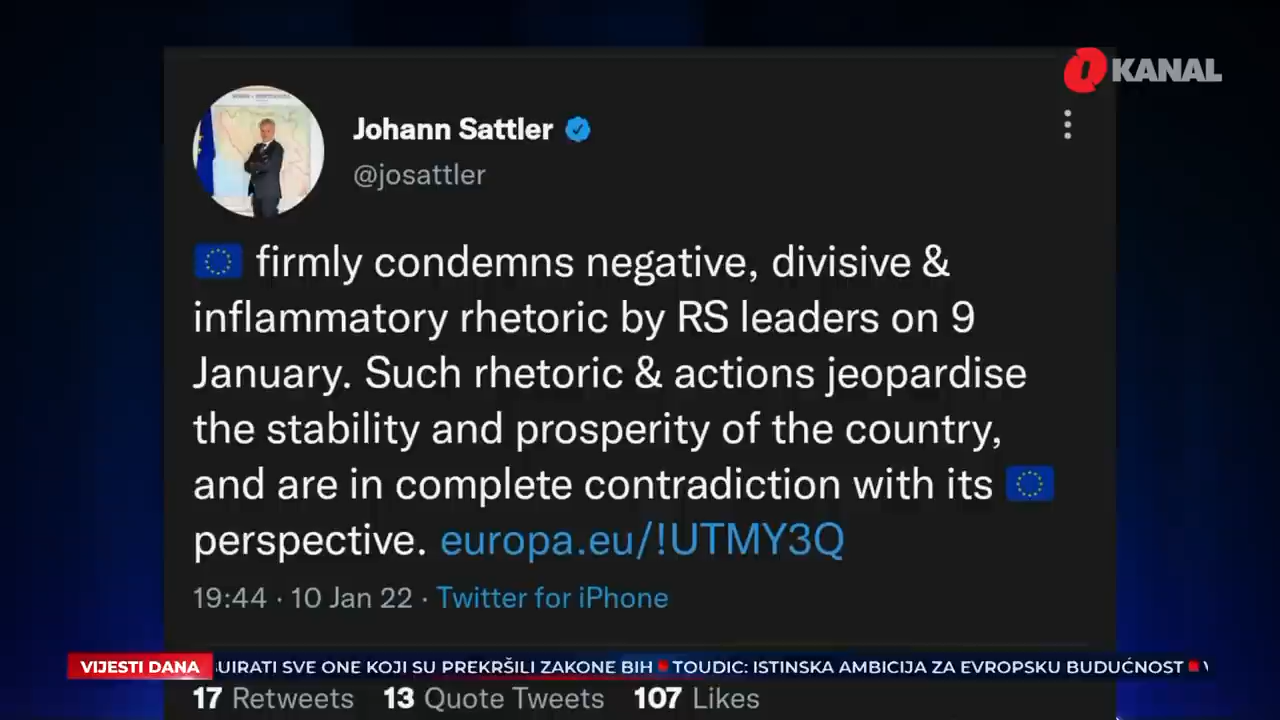 Q KANAL
Johann Sattler
@josattler
🇪🇺 firmly condemns negative, divisive &
inflammatory rhetoric by RS leaders on 9
January. Such rhetoric & actions jeopardise
the stability and prosperity of the country,
and are in complete contradiction with its 🇪🇺
perspective. europa.eu/!UTMY3Q
19:44 · 10 Jan 22 · Twitter for iPhone
VIJESTI DANA
SVE ONE KOJI SU PREKRŠILI ZAKONE BIH TOUDIC: ISTINSKA AMBICIJA ZA EVROPSKU BUDUĆNOST
17 Retweets 13 Quote Tweets 107 Likes